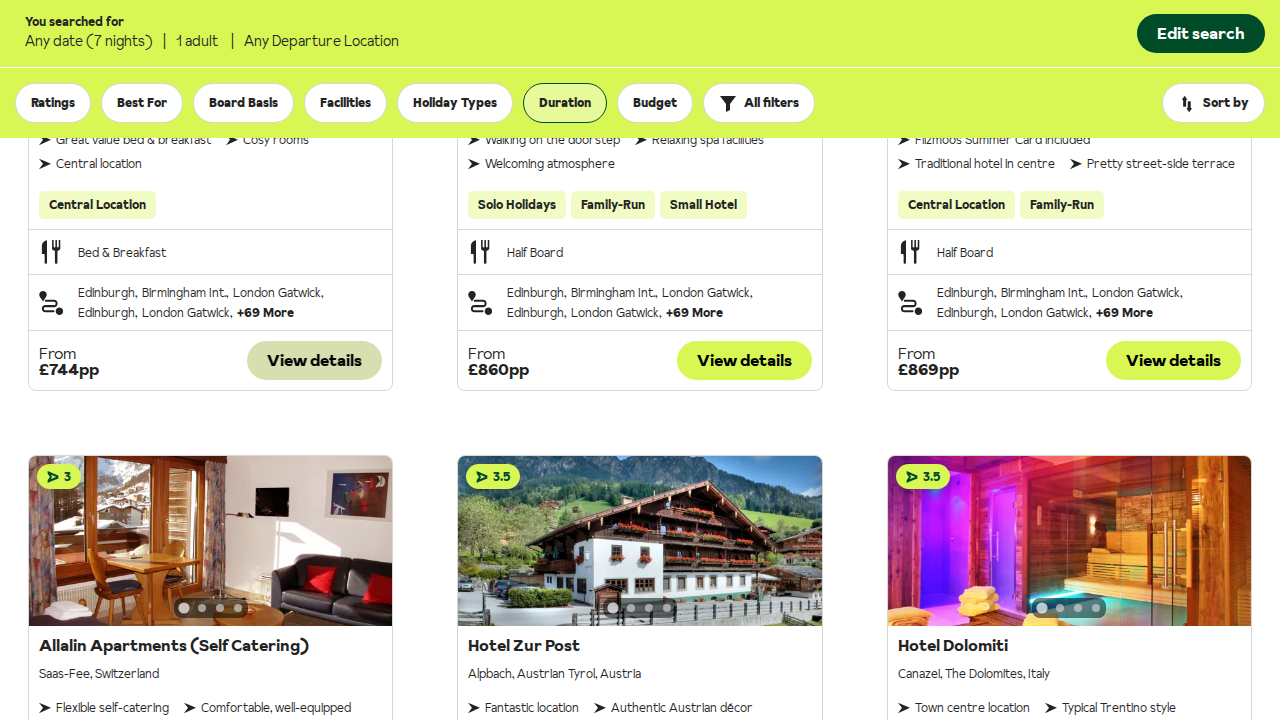 You searched for
Any date (7 nights) | 1 adult | Any Departure Location
Edit search
Ratings
Best For
Board Basis
Facilities
Holiday Types
Duration
Budget
All filters
Sort by
Great value bed & breakfast
Cosy rooms
Central location
Central Location
Bed & Breakfast
Edinburgh, Birmingham Int., London Gatwick,
Edinburgh, London Gatwick, +69 More
From
£744pp
View details
Walking on the door step
Relaxing spa facilities
Welcoming atmosphere
Solo Holidays
Family-Run
Small Hotel
Half Board
Edinburgh, Birmingham Int., London Gatwick,
Edinburgh, London Gatwick, +69 More
From
£860pp
View details
Filzmoos Summer Card included
Traditional hotel in centre
Pretty street-side terrace
Central Location
Family-Run
Half Board
Edinburgh, Birmingham Int., London Gatwick,
Edinburgh, London Gatwick, +69 More
From
£869pp
View details
3
Allalin Apartments (Self Catering)
Saas-Fee, Switzerland
Flexible self-catering
Comfortable, well-equipped
3.5
Hotel Zur Post
Alpbach, Austrian Tyrol, Austria
Fantastic location
Authentic Austrian décor
3.5
Hotel Dolomiti
Canazei, The Dolomites, Italy
Town centre location
Typical Trentino style